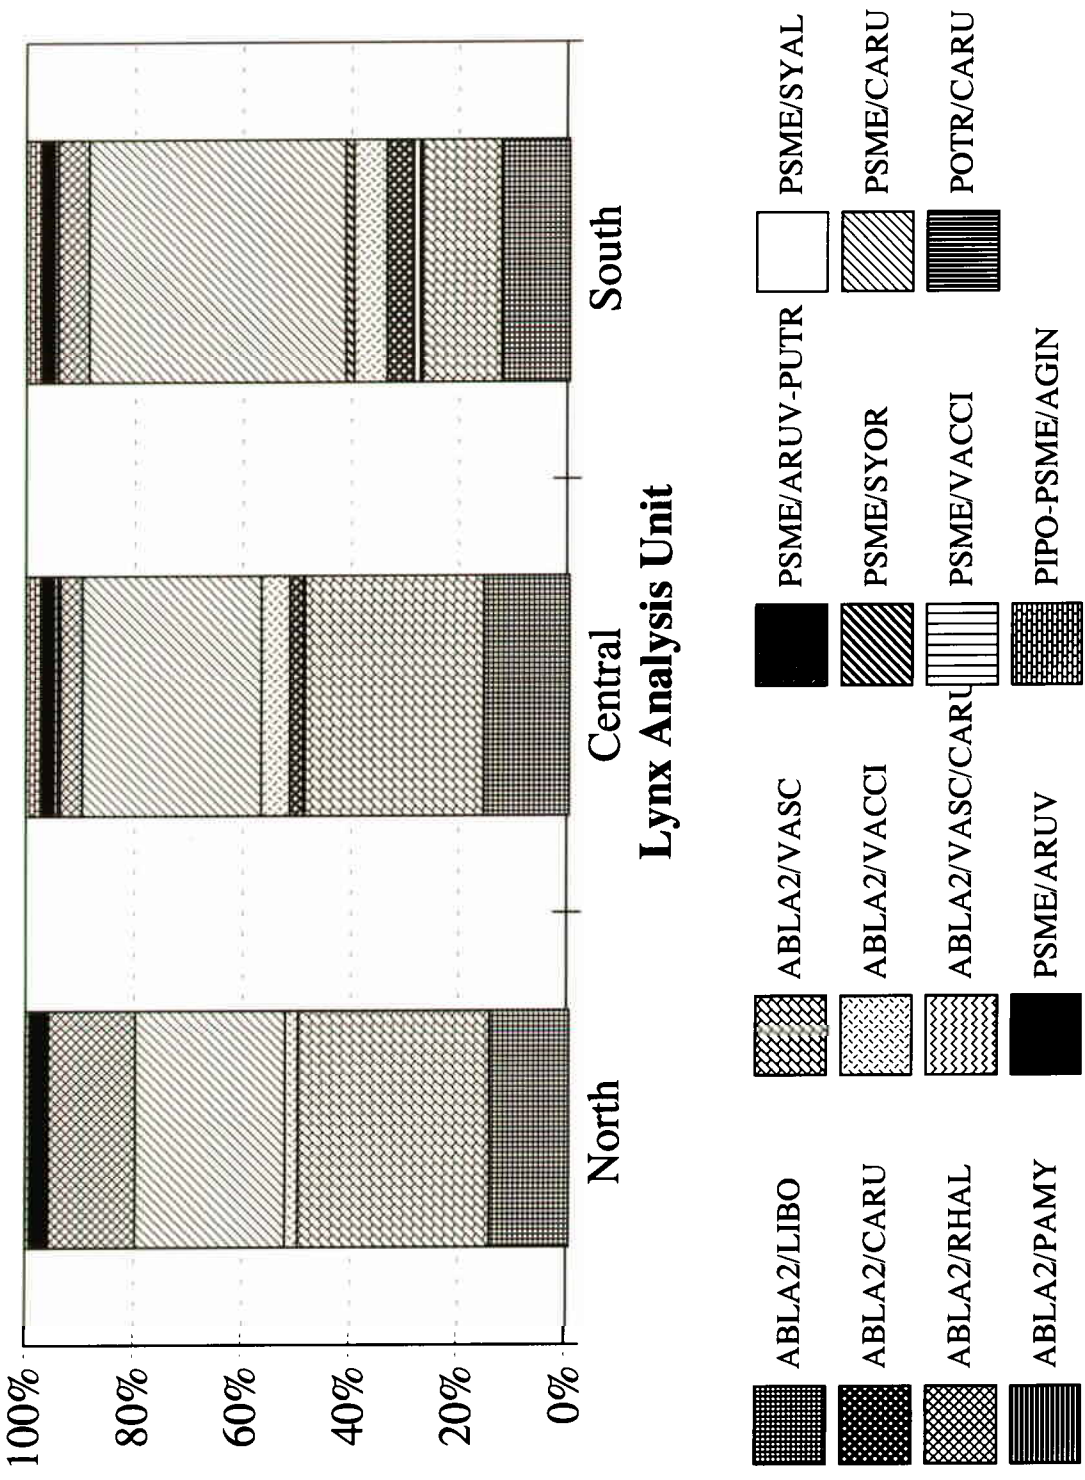 100%
80%
60%
40%
20%
0%
North
Central
South
Lynx Analysis Unit
ABLA2/LIBO
ABLA2/VASC
PSME/ARUV-PUTR
PSME/SYAL
ABLA2/CARU
ABLA2/VACCI
PSME/SYOR
PSME/CARU
ABLA2/RHAL
ABLA2/VASC/CARU
PSME/VACCI
POTR/CARU
ABLA2/PAMY
PSME/ARUV
PIPO-PSME/AGIN